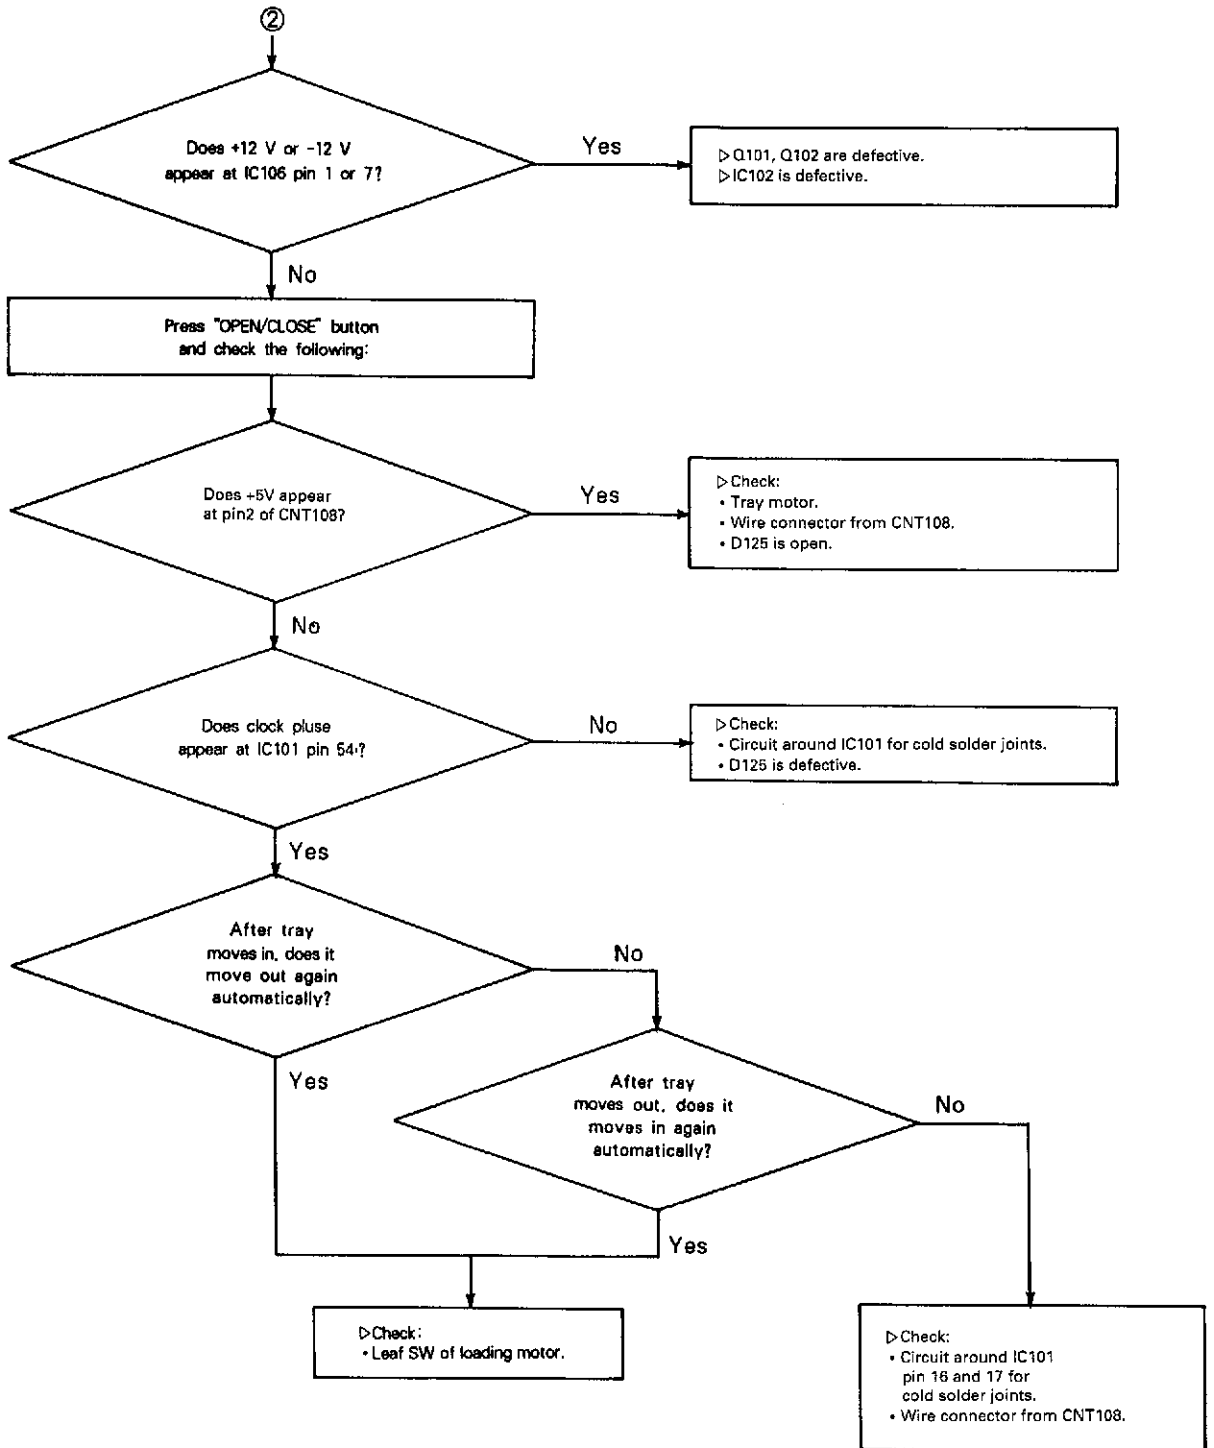 ②
Does +12 V or -12 V
appear at IC106 pin 1 or 7?
Yes
▷Q101, Q102 are defective.
▷IC102 is defective.
No
Press "OPEN/CLOSE" button
and check the following:
Does +5V appear
at pin2 of CNT108?
Yes
▷Check:
• Tray motor.
• Wire connector from CNT108.
• D125 is open.
No
Does clock pluse
appear at IC101 pin 54?
No
▷Check:
• Circuit around IC101 for cold solder joints.
• D125 is defective.
Yes
After tray
moves in, does it
move out again
automatically?
No
Yes
After tray
moves out, does it
moves in again
automatically?
No
Yes
▷Check:
• Leaf SW of loading motor.
▷Check:
• Circuit around IC101
pin 16 and 17 for
cold solder joints.
• Wire connector from CNT108.